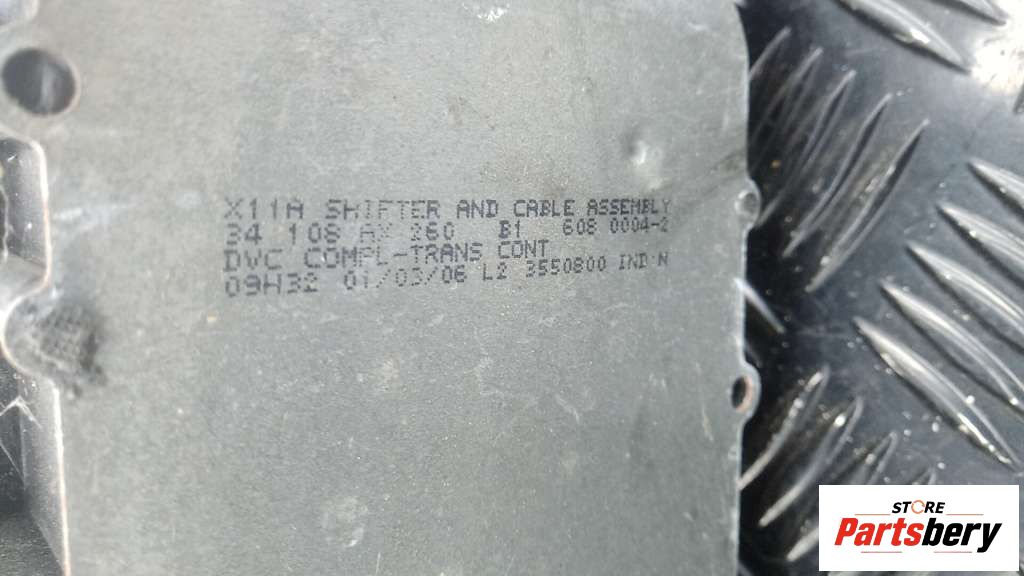 X11A SHIFTER AND CABLE ASSEMBLY
34 108 AX 260 B1 608 0004-2
DVC COMPL-TRANS CONT
09H32 01/03/06 L2 3550800 IND N
STORE
Partsbery